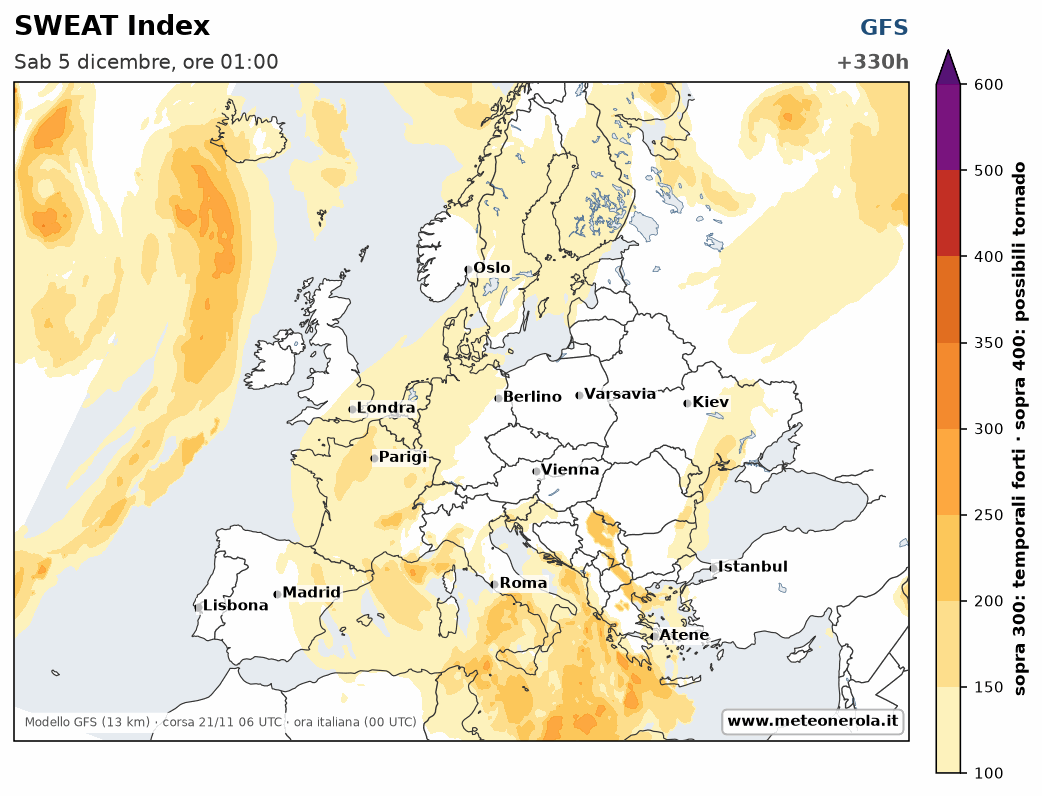 SWEAT Index
GFS
Sab 5 dicembre, ore 01:00
+330h
Oslo
Berlino
Varsavia
Londra
Kiev
Parigi
Vienna
Istanbul
Roma
Madrid
Lisbona
Atene
Modello GFS (13 km) · corsa 21/11 06 UTC · ora italiana (00 UTC)
www.meteonerola.it
600
500
400
350
300
250
200
150
100
sopra 300: temporali forti · sopra 400: possibili tornado